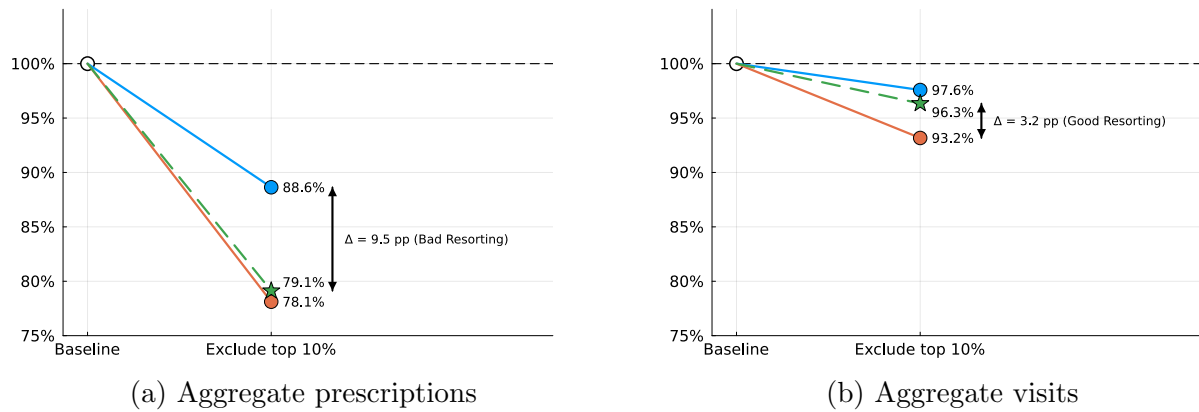 100%
95%
90%
85%
80%
75%
88.6%
79.1%
78.1%
Δ = 9.5 pp (Bad Resorting)
Baseline
Exclude top 10%
(a) Aggregate prescriptions
100%
95%
90%
85%
80%
75%
97.6%
96.3%
93.2%
Δ = 3.2 pp (Good Resorting)
Baseline
Exclude top 10%
(b) Aggregate visits